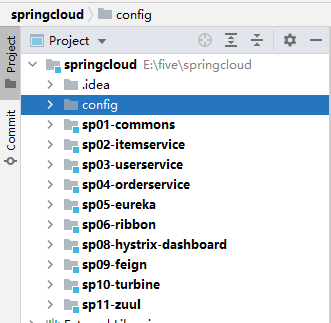 springcloud config
Project
springcloud E:\five\springcloud
.idea
config
sp01-commons
sp02-itemservice
sp03-userservice
sp04-orderservice
sp05-eureka
sp06-ribbon
sp08-hystrix-dashboard
sp09-feign
sp10-turbine
sp11-zuul
Project
Commit